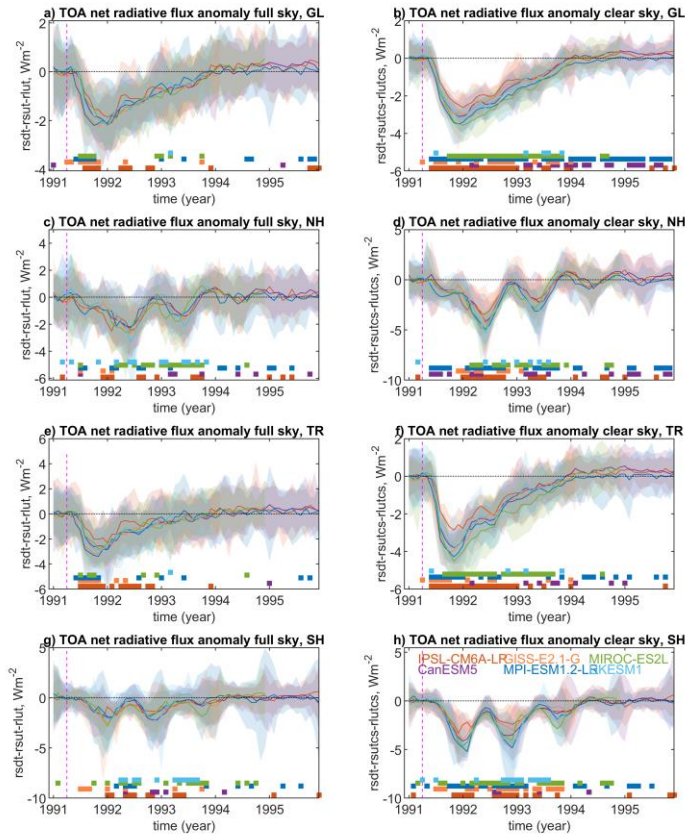 a) TOA net radiative flux anomaly full sky, GL
rsdt-rsut-rlut, Wm-2
2
0
-2
-4
1991 1992 1993 1994 1995
time (year)
b) TOA net radiative flux anomaly clear sky, GL
rsdt-rsutcs-rlutcs, Wm-2
2
0
-2
-4
-6
1991 1992 1993 1994 1995
time (year)
c) TOA net radiative flux anomaly full sky, NH
rsdt-rsut-rlut, Wm-2
4
2
0
-2
-4
-6
1991 1992 1993 1994 1995
time (year)
d) TOA net radiative flux anomaly clear sky, NH
rsdt-rsutcs-rlutcs, Wm-2
5
0
-5
-10
1991 1992 1993 1994 1995
time (year)
e) TOA net radiative flux anomaly full sky, TR
rsdt-rsut-rlut, Wm-2
6
4
2
0
-2
-4
-6
1991 1992 1993 1994 1995
time (year)
f) TOA net radiative flux anomaly clear sky, TR
rsdt-rsutcs-rlutcs, Wm-2
2
0
-2
-4
-6
1991 1992 1993 1994 1995
time (year)
g) TOA net radiative flux anomaly full sky, SH
rsdt-rsut-rlut, Wm-2
5
0
-5
-10
1991 1992 1993 1994 1995
time (year)
h) TOA net radiative flux anomaly clear sky, SH
IPSL-CM6A-LR GISS-E2.1-G MIROC-ES2L
CanESM5 MPI-ESM1.2-LR UKESM1
rsdt-rsutcs-rlutcs, Wm-2
5
0
-5
-10
1991 1992 1993 1994 1995
time (year)